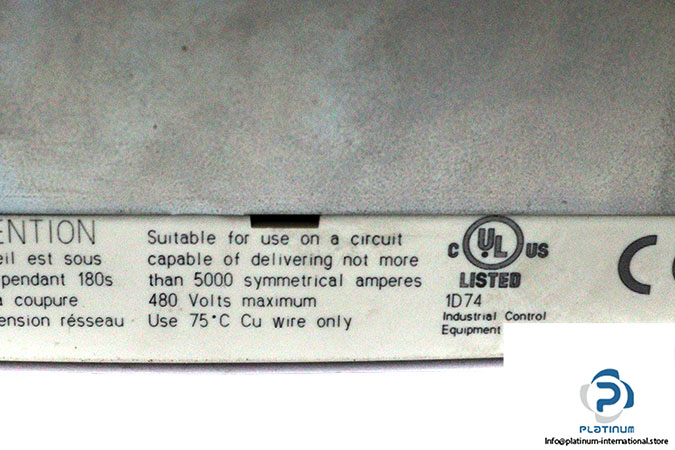 ENTION
eil est sous
pendant 180s
a coupure
ension résseau
Suitable for use on a circuit
capable of delivering not more
than 5000 symmetrical amperes
480 Volts maximum
Use 75°C Cu wire only
C UL US
LISTED
1D74
Industrial Control
Equipment
CE
PLATINUM
Info@platinum-international.store